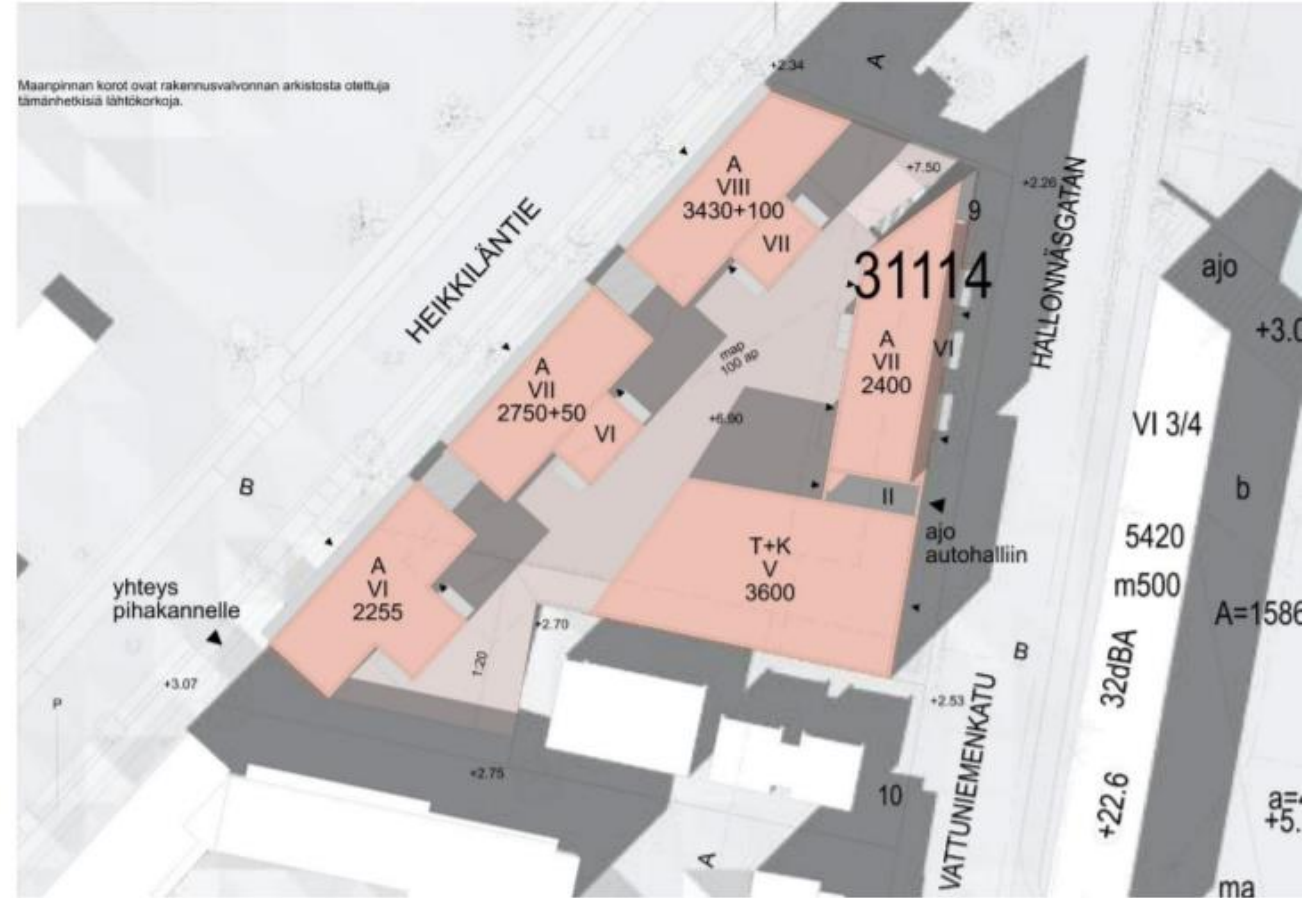 Maanpinnan korot ovat rakennusvalvonnan arkistosta otettuja
tämänhetkisiä lähtökorkoja.
+2.34
A
HEIKKILÄNTIE
A
VIII
3430+100
VII
+7.50
+2.26
9
31114
HALLONNÄSGATAN
ajo
+3.0
A
VII
2750+50
VI
map
100 ap
+6.90
A
VII
2400
VI
VI 3/4
b
B
II
ajo
autohalliin
5420
m500
A=1586
A
VI
2255
T+K
V
3600
yhteys
pihakannelle
+3.07
P
1:20
+2.70
B
+2.53
32dBA
+2.75
10
VATTUNIEMENKATU
+22.6
a=
+5.
A
ma